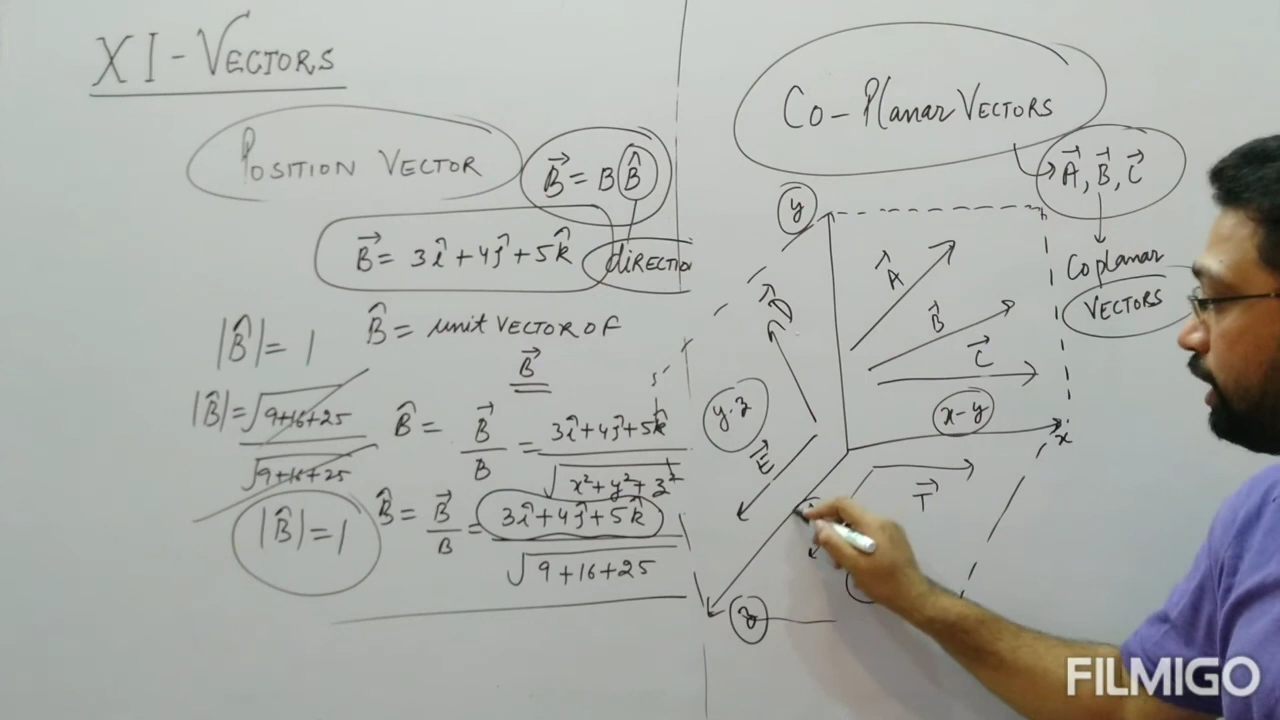 XI - VECTORS
POSITION VECTOR
B⃗ = B B̂
B⃗ = 3î + 4ĵ + 5k̂
DIRECTION
|B̂| = 1
B̂ = unit VECTOR OF
B⃗
|B̂| = √9+16+25
√9+16+25
B̂ = B⃗/B = 3î + 4ĵ + 5k̂
√x² + y² + z²
|B̂| = 1
B̂ = B⃗/B = 3î + 4ĵ + 5k̂
√9 + 16 + 25
CO - Planar VECTORS
A⃗, B⃗, C⃗
Coplanar
VECTORS
y
Â
B̂
C⃗
x-y
x
D⃗
y-z
E⃗
T⃗
z
FILMIGO